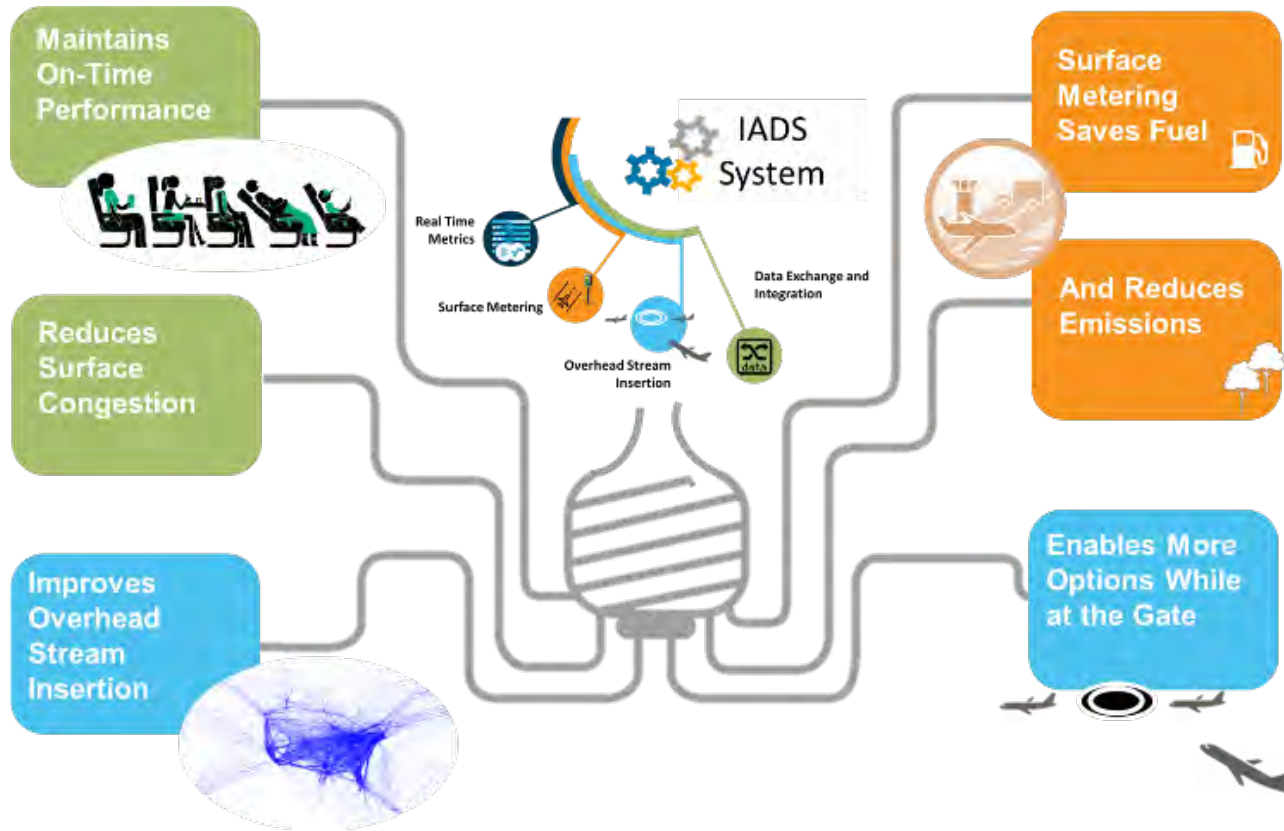 Maintains
On-Time
Performance
Reduces
Surface
Congestion
Improves
Overhead
Stream
Insertion
IADS
System
Real Time
Metrics
Surface Metering
Overhead Stream
Insertion
Data Exchange and
Integration
data
Surface
Metering
Saves Fuel
And Reduces
Emissions
Enables More
Options While
at the Gate